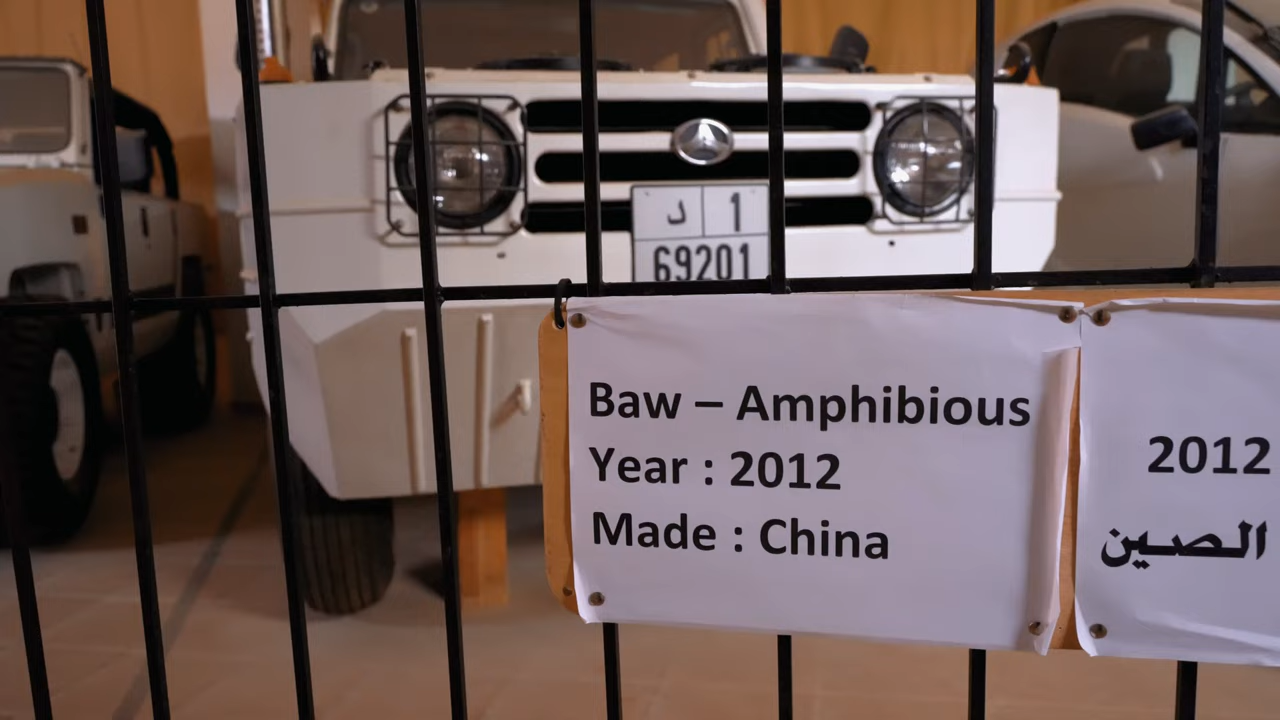 د 1
69201
Baw – Amphibious
Year : 2012
Made : China
2012
الصين